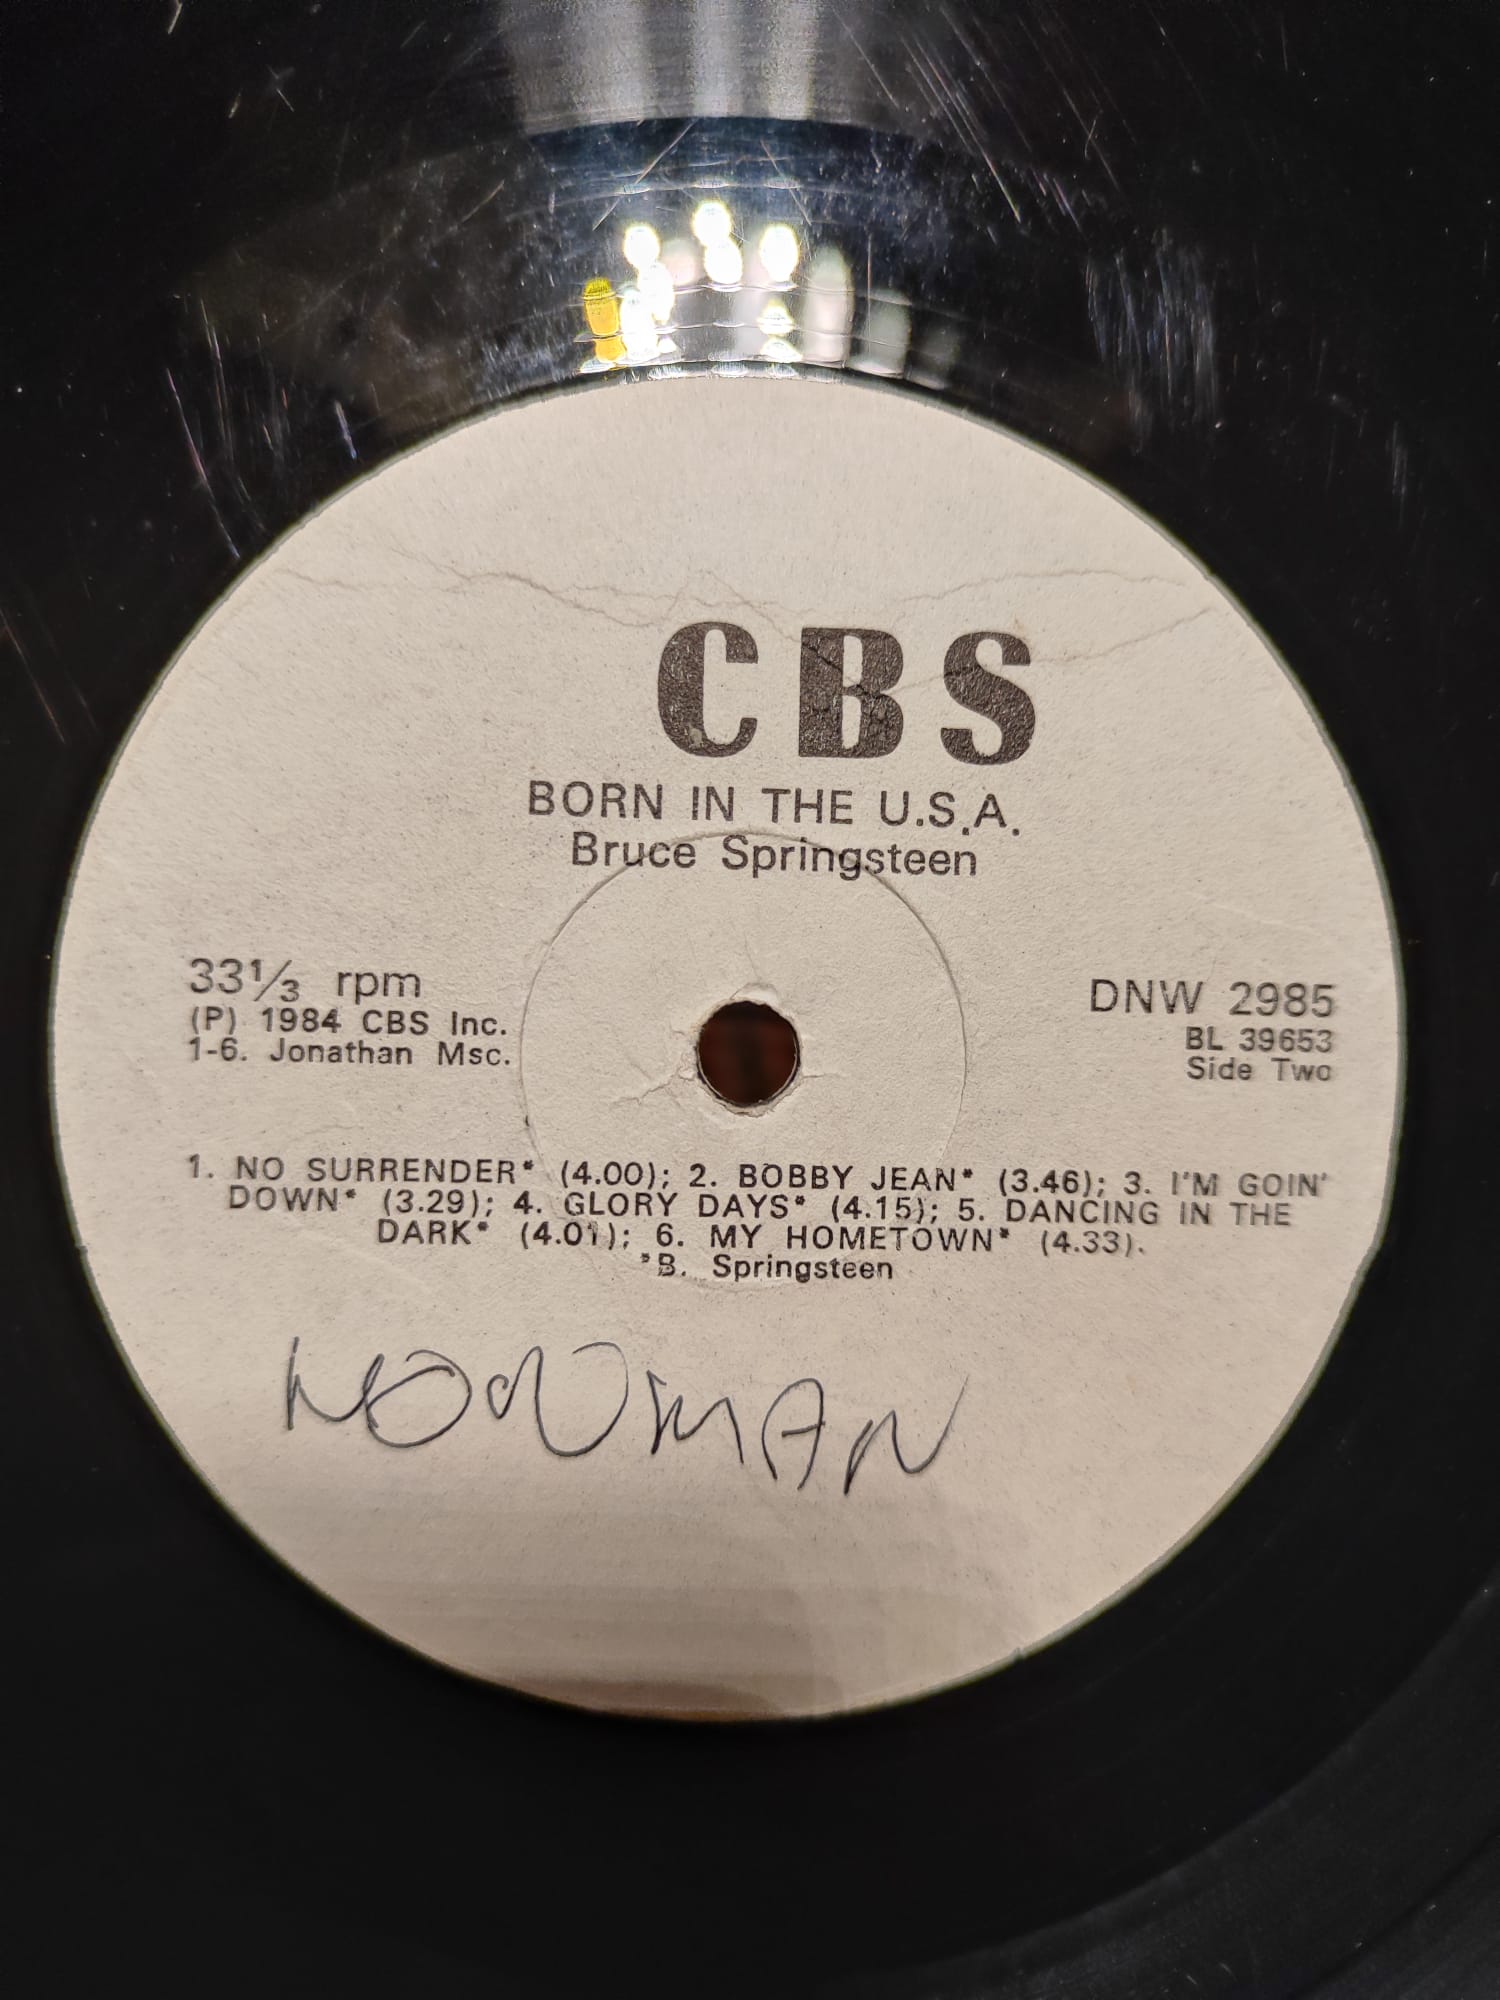 CBS
BORN IN THE U.S.A.
Bruce Springsteen
33⅓ rpm
(P) 1984 CBS Inc.
1-6. Jonathan Msc.
DNW 2985
BL 39653
Side Two
1. NO SURRENDER* (4.00); 2. BOBBY JEAN* (3.46); 3. I'M GOIN'
DOWN* (3.29); 4. GLORY DAYS* (4.15); 5. DANCING IN THE
DARK* (4.01); 6. MY HOMETOWN* (4.33).
*B. Springsteen